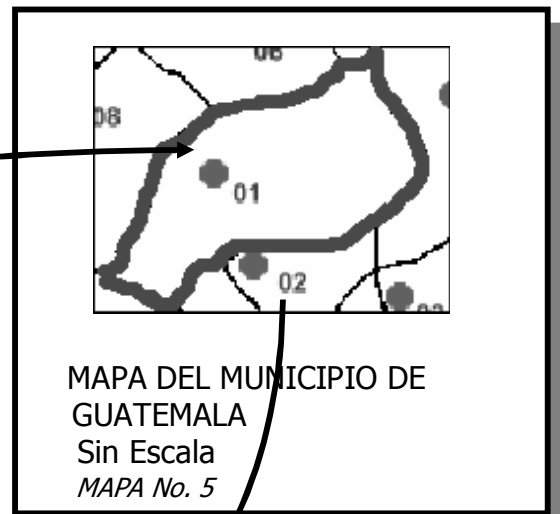 08
01
02
MAPA DEL MUNICIPIO DE
GUATEMALA
Sin Escala
MAPA No. 5